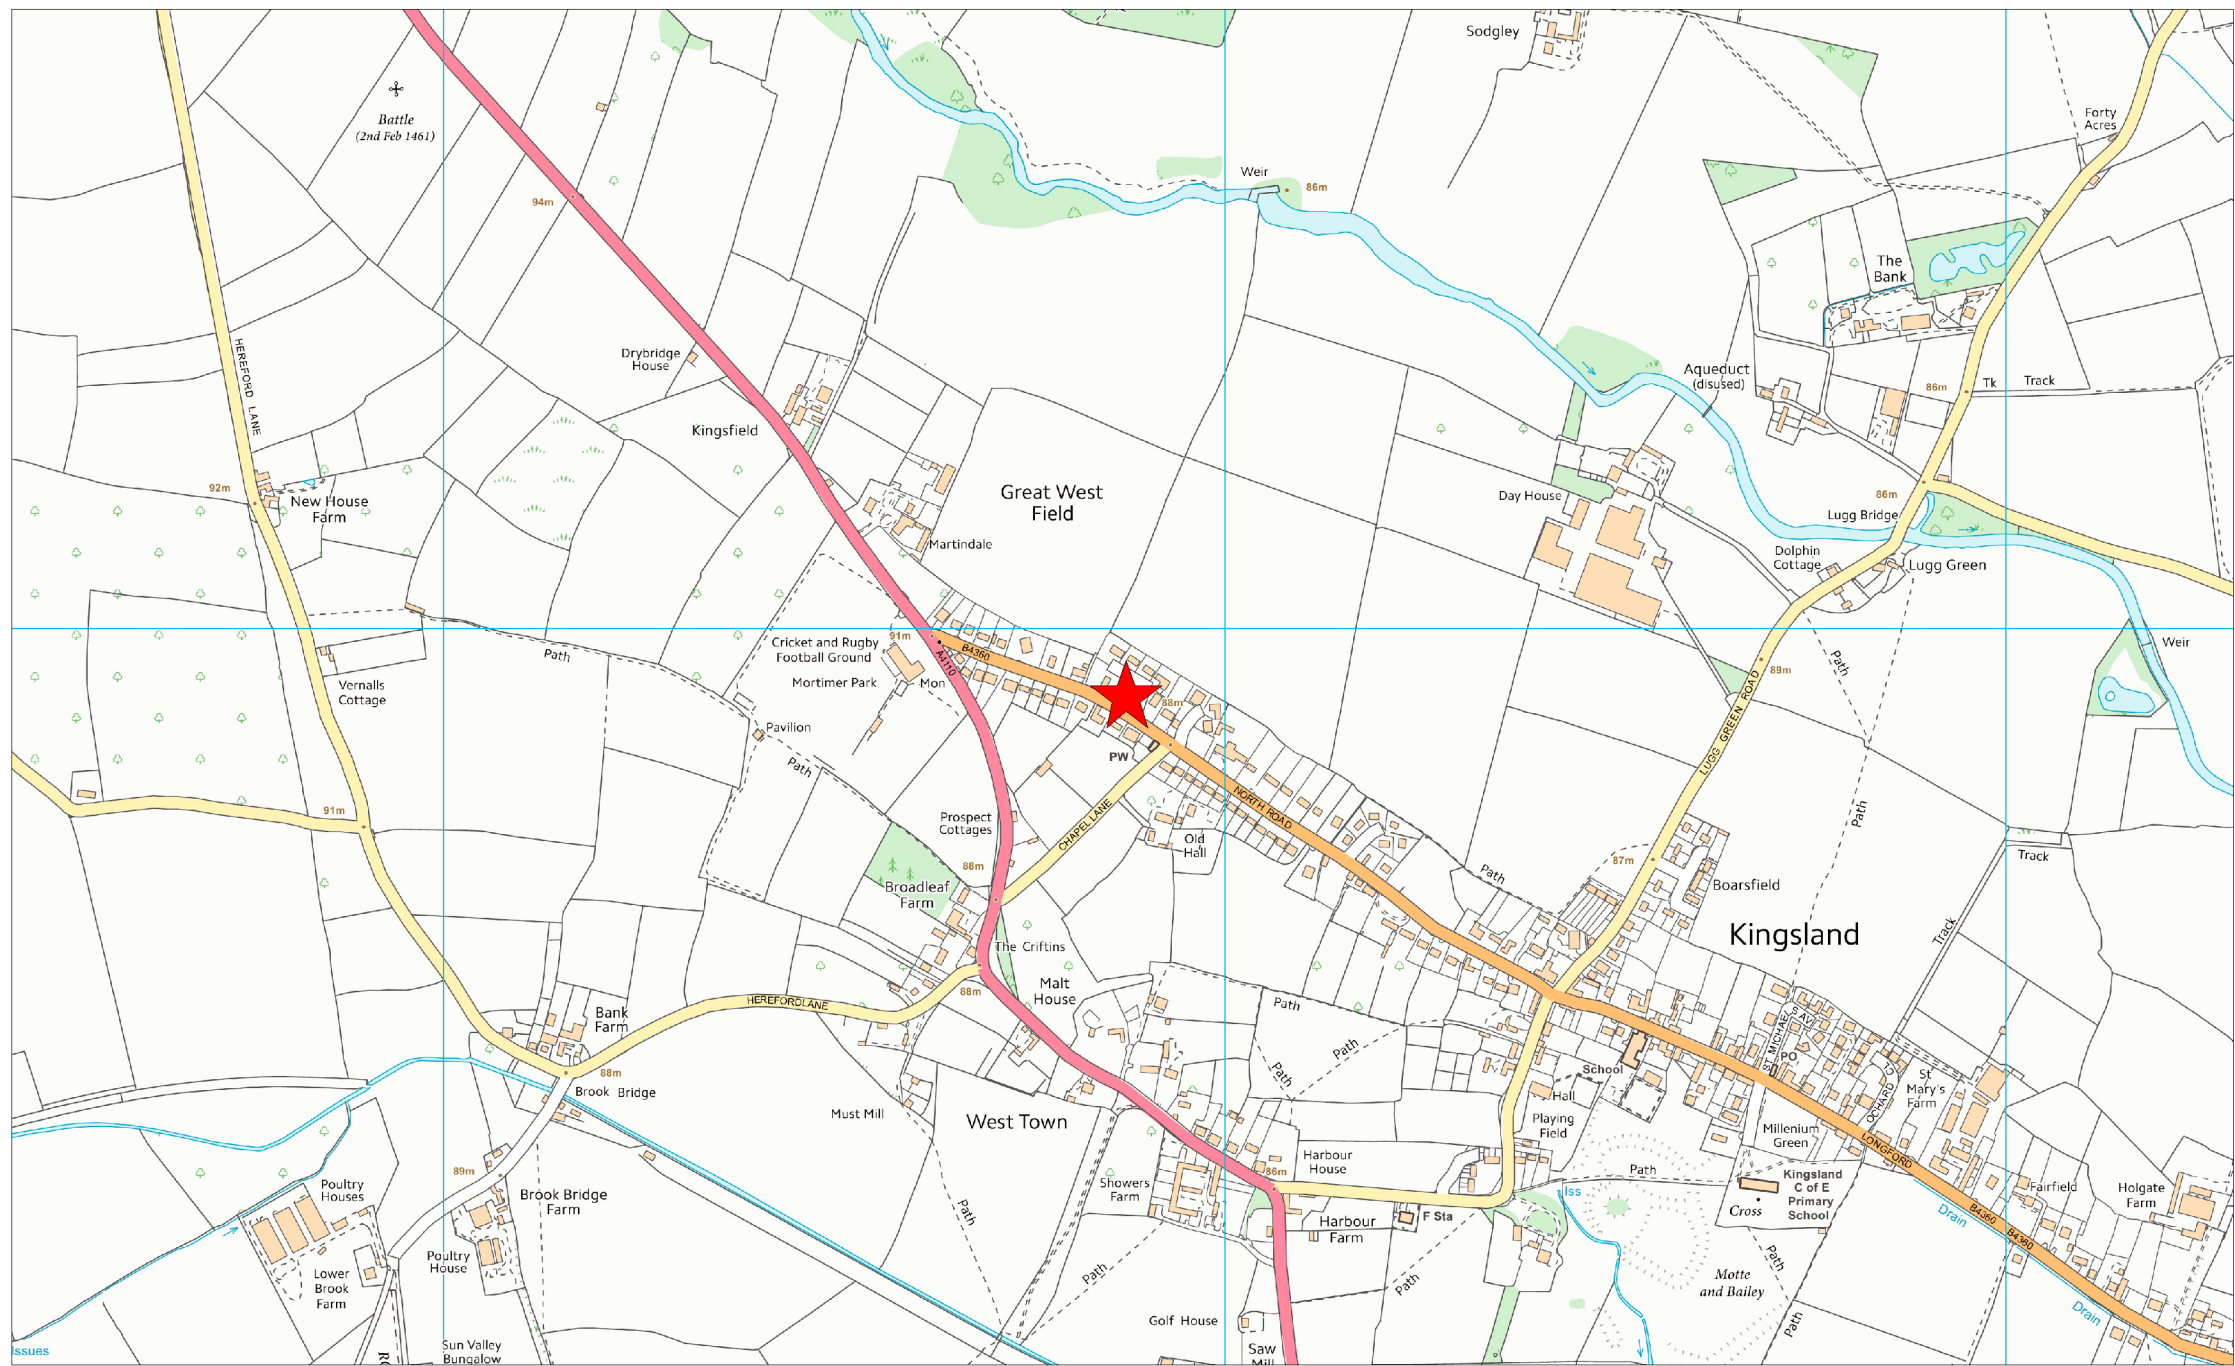 Sodgley
Battle
(2nd Feb 1461)
Forty
Acres
Weir
86m
94m
The
Bank
HEREFORD LANE
Drybridge
House
Aqueduct
(disused)
86m
Tk
Track
Kingsfield
92m
New House
Farm
Great West
Field
Day House
86m
Lugg Bridge
Martindale
Dolphin
Cottage
Lugg Green
91m
Cricket and Rugby
Football Ground
B4360
A4110
Path
Mortimer Park
Mon
Weir
Path
89m
Vernalls
Cottage
88m
LUGG GREEN ROAD
Pavilion
PW
Path
91m
NORTH ROAD
CHAPEL LANE
Prospect
Cottages
Path
Old
Hall
88m
87m
Track
Broadleaf
Farm
Path
Boarsfield
Kingsland
Track
The Criftins
88m
Malt
House
HEREFORDLANE
Path
Bank
Farm
ST MICHAEL
S AV
Path
PO
88m
Path
School
St
Mary's
Farm
Brook Bridge
Hall
OCHARD CL
Must Mill
West Town
Playing
Field
Millenium
Green
LONGFORD
Harbour
House
89m
86m
Path
Poultry
Houses
Showers
Farm
Kingsland
C of E
Primary
School
Fairfield
Holgate
Farm
Brook Bridge
Farm
Iss
Cross
Path
Harbour
Farm
F Sta
Drain
B4360
B4360
Poultry
House
Path
Path
Path
Lower
Brook
Farm
Motte
and Bailey
Drain
Golf House
Path
Issues
Sun Valley
Bungalow
Saw
Mill